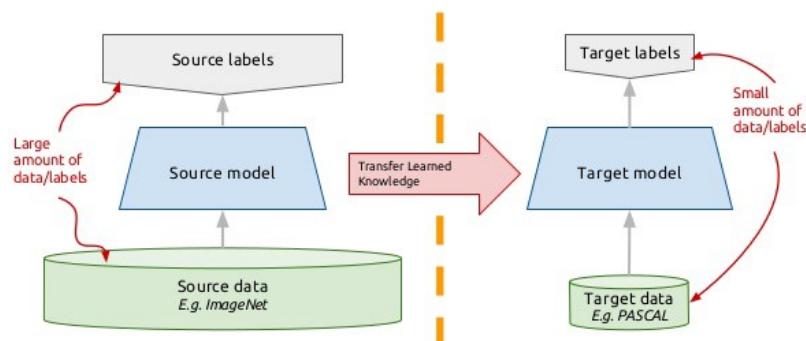 Source labels
Large
amount of
data/labels
Source model
Source data
E.g. ImageNet
Transfer Learned
Knowledge
Target labels
Small
amount of
data/labels
Target model
Target data
E.g. PASCAL